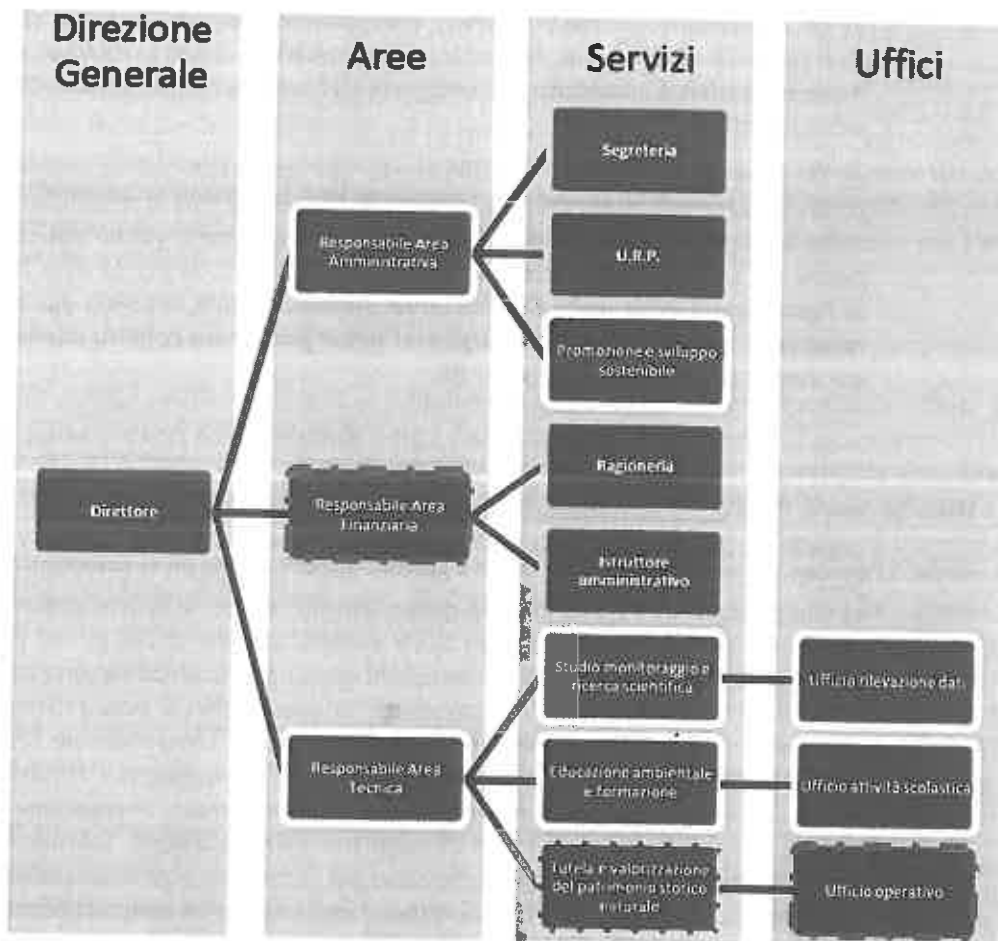 Direzione
Generale
Aree
Servizi
Uffici
Segreteria
Responsabile Area
Amministrativa
U.R.P.
Promozione e sviluppo
sostenibile
Ragioneria
Direttore
Responsabile Area
Finanziaria
Istruttore
amministrativo
Studio monitoraggio e
ricerca scientifica
Ufficio rilevazione dati
Responsabile Area
Tecnica
Educazione ambientale
e formazione
Ufficio attività scolastica
Tutela e valorizzazione
del patrimonio storico
naturale
Ufficio operativo